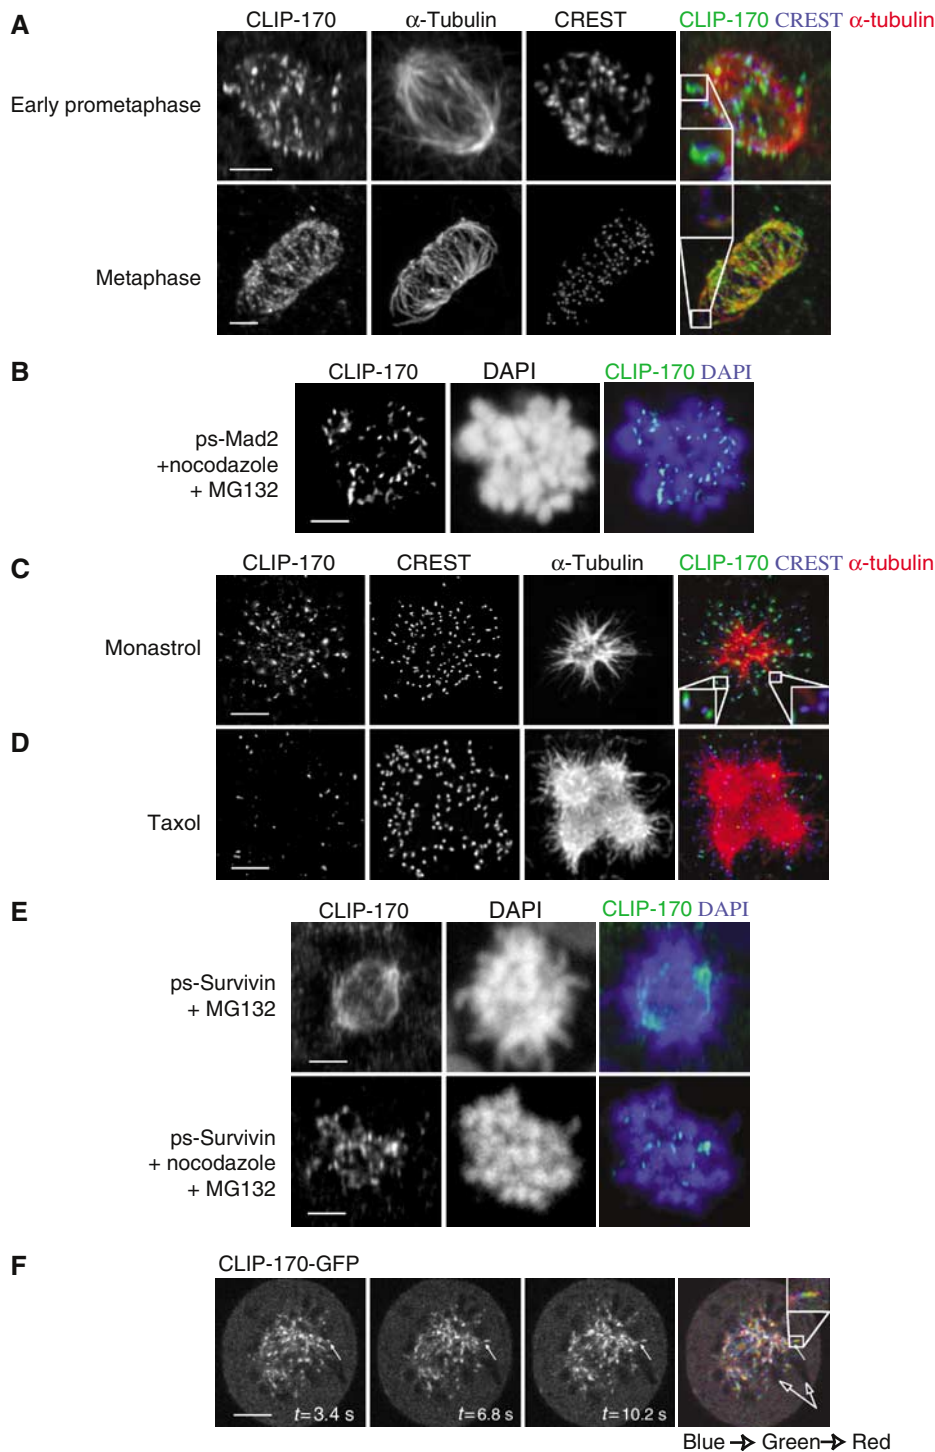 A
CLIP-170 α-Tubulin CREST CLIP-170 CREST α-tubulin
Early prometaphase
Metaphase
B
CLIP-170 DAPI CLIP-170 DAPI
ps-Mad2
+nocodazole
+ MG132
C
CLIP-170 CREST α-Tubulin CLIP-170 CREST α-tubulin
Monastrol
D
Taxol
E
CLIP-170 DAPI CLIP-170 DAPI
ps-Survivin
+ MG132
ps-Survivin
+ nocodazole
+ MG132
F
CLIP-170-GFP
t=3.4 s t=6.8 s t=10.2 s
Blue → Green → Red